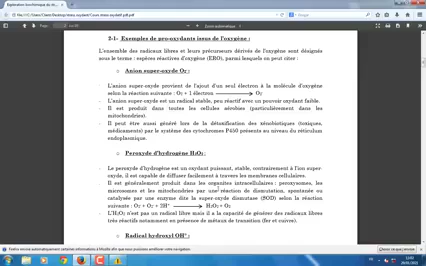 2.1- Exemples de pro-oxydants issus de l'oxygène :
L'ensemble des radicaux libres et leurs précurseurs dérivés de l'oxygène sont désignés
sous le terme : espèces réactives d'oxygène (ERO), parmi lesquels on peut citer :
o Anion super-oxyde O₂ :
L'anion super-oxyde provient de l'ajout d'un seul électron à la molécule d'oxygène
selon la réaction suivante : O₂ + 1 électron → O₂
- L'anion super-oxyde est un radical stable, peu réactif avec un pouvoir oxydant faible.
- Il est produit dans toutes les cellules aérobies (particulièrement dans les
mitochondries).
- Il peut être aussi généré lors de la détoxification des xénobiotiques (toxiques,
médicaments) par le système des cytochromes P450 présents au niveau du réticulum
endoplasmique.
o Peroxyde d'hydrogène H₂O₂ :
- Le peroxyde d'hydrogène est un oxydant puissant, stable, contrairement à l'ion super-
oxyde, il est capable de diffuser facilement à travers les membranes cellulaires.
- Il est généralement produit dans les organites intracellulaires : peroxysomes, les
microsomes et les mitochondries par une réaction de dismutation, spontanée ou
catalysée par une enzyme dite la super-oxyde dismutase (SOD) selon la réaction
suivante : O₂ + O₂ + 2H⁺ → H₂O₂ + O₂
- L'H₂O₂ n'est pas un radical libre mais il a la capacité de générer des radicaux libres
très réactifs notamment en présence de métaux de transition (fer et cuivre).
o Radical hydroxyl OH° :